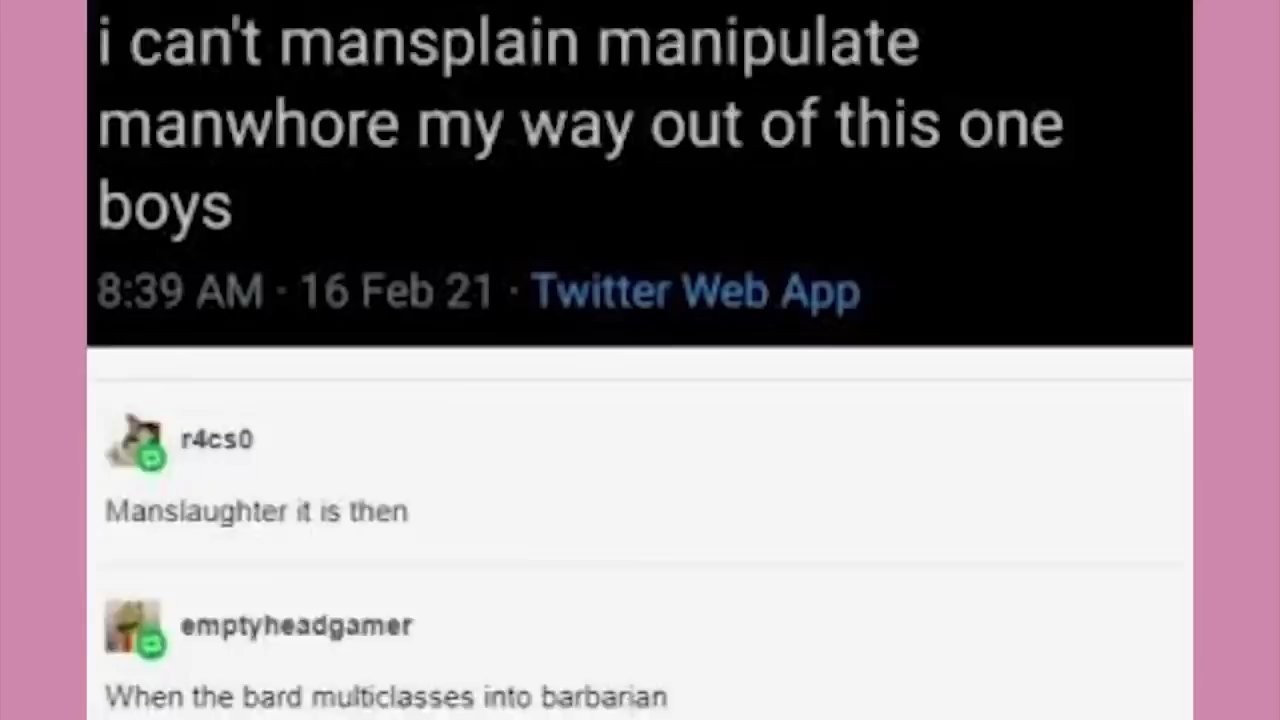 i can't mansplain manipulate
manwhore my way out of this one
boys
8:39 AM · 16 Feb 21 · Twitter Web App
r4cs0
Manslaughter it is then
emptyheadgamer
When the bard multiclasses into barbarian